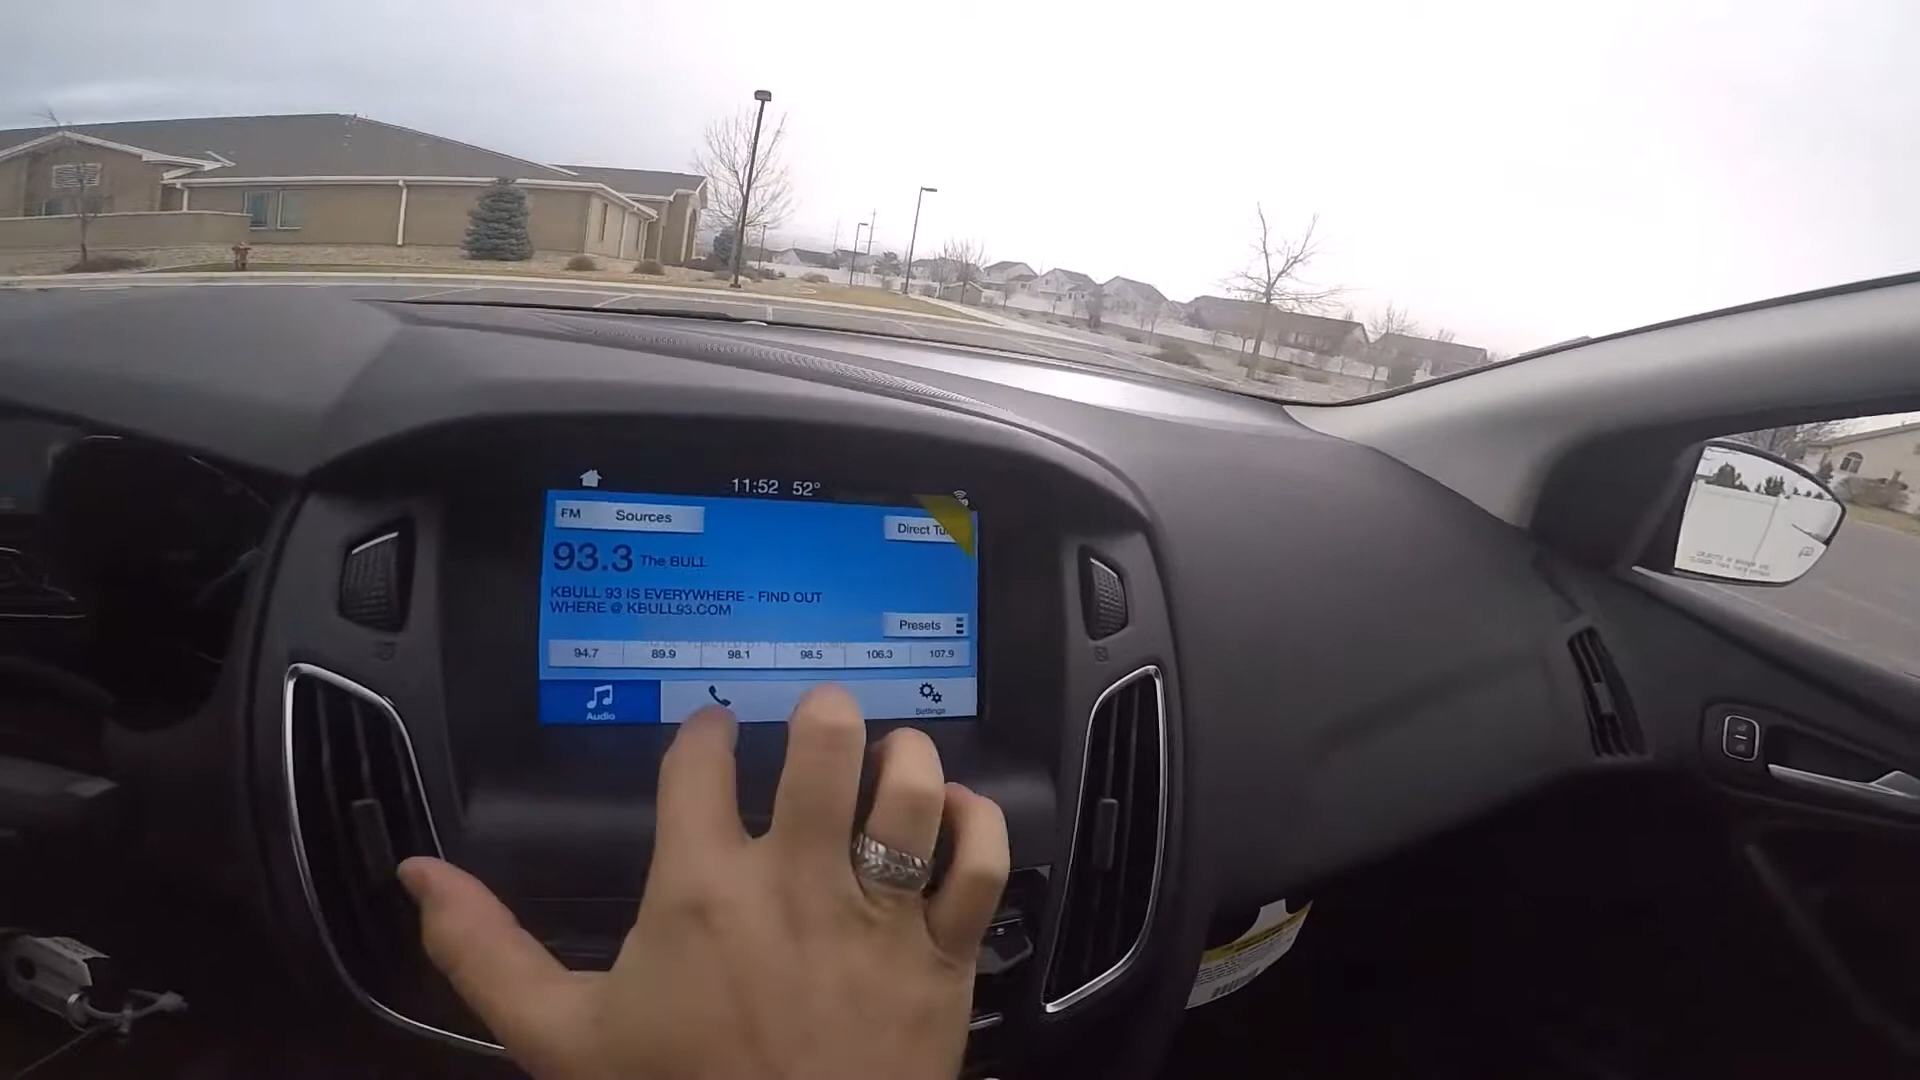 11:52 52°
FM Sources
Direct Tu
93.3 The BULL
KBULL 93 IS EVERYWHERE - FIND OUT
WHERE @ KBULL93.COM
Presets
94.7 89.9 98.1 98.5 106.3 107.9
Audio
Settings